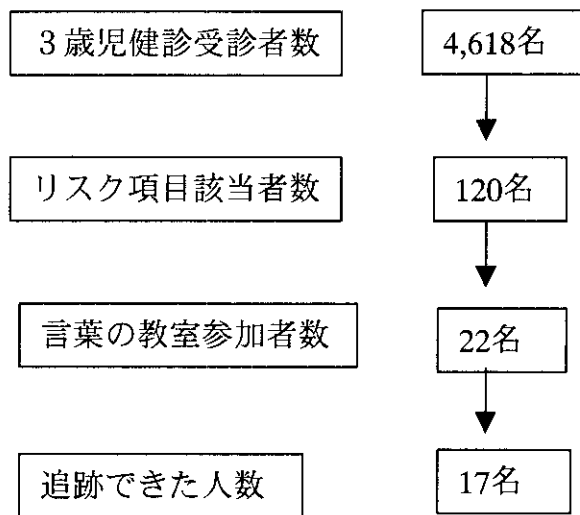 3歳児健診受診者数
4,618名
リスク項目該当者数
120名
言葉の教室参加者数
22名
追跡できた人数
17名